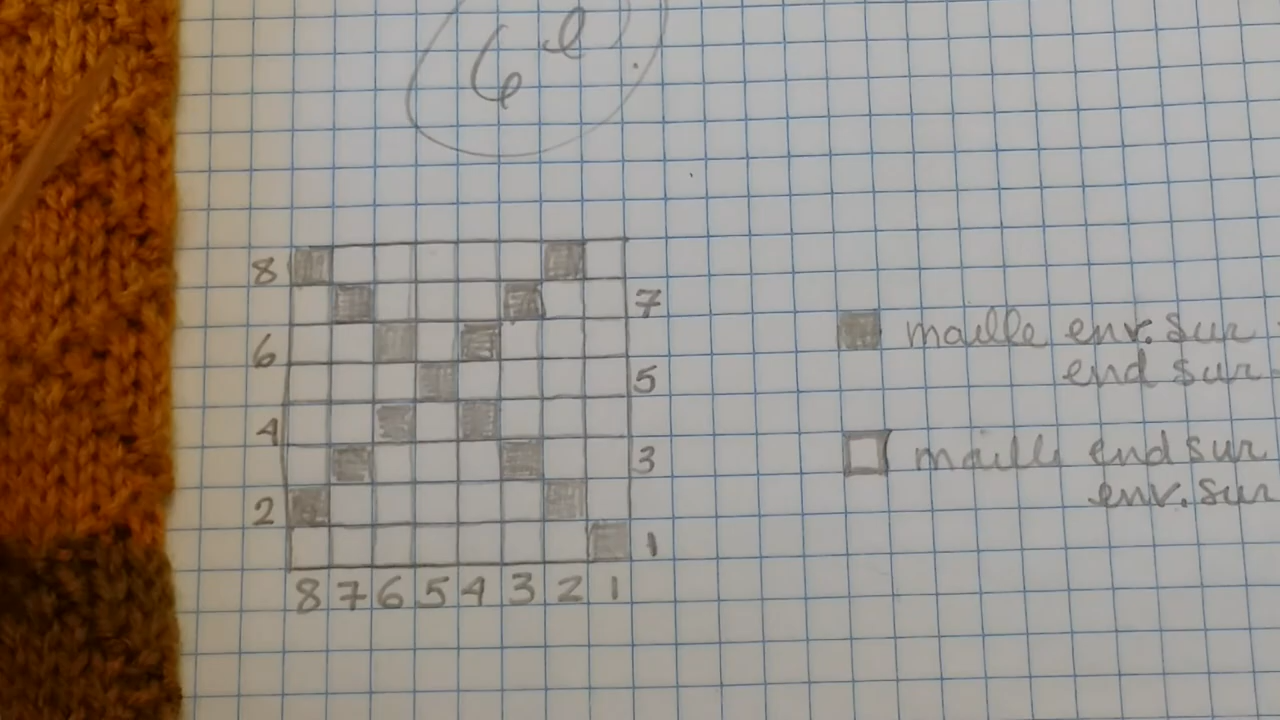 6e
8
7
6
5
4
3
2
1
8 7 6 5 4 3 2 1
maille env. sur
end sur
maille end sur
env. sur